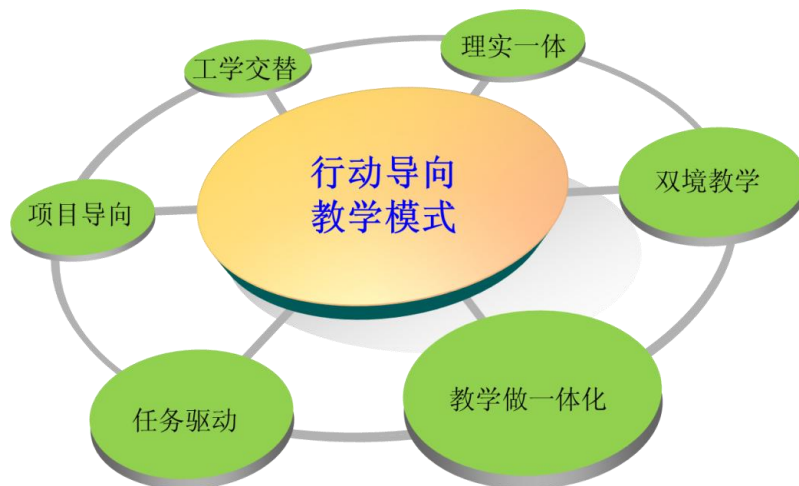 理实一体
工学交替
行动导向
教学模式
双境教学
项目导向
教学做一体化
任务驱动